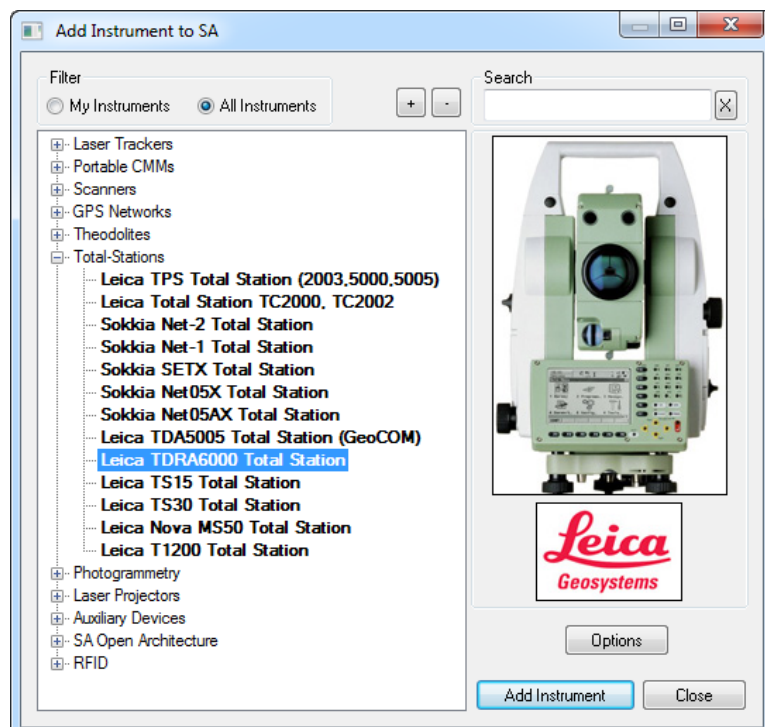 Add Instrument to SA
Filter
My Instruments
All Instruments
+
-
Search
X
Laser Trackers
Portable CMMs
Scanners
GPS Networks
Theodolites
Total-Stations
Leica TPS Total Station (2003,5000,5005)
Leica Total Station TC2000, TC2002
Sokkia Net-2 Total Station
Sokkia Net-1 Total Station
Sokkia SETX Total Station
Sokkia Net05X Total Station
Sokkia Net05AX Total Station
Leica TDA5005 Total Station (GeoCOM)
Leica TDRA6000 Total Station
Leica TS15 Total Station
Leica TS30 Total Station
Leica Nova MS50 Total Station
Leica T1200 Total Station
Photogrammetry
Laser Projectors
Auxiliary Devices
SA Open Architecture
RFID
Leica
Geosystems
Options
Add Instrument
Close